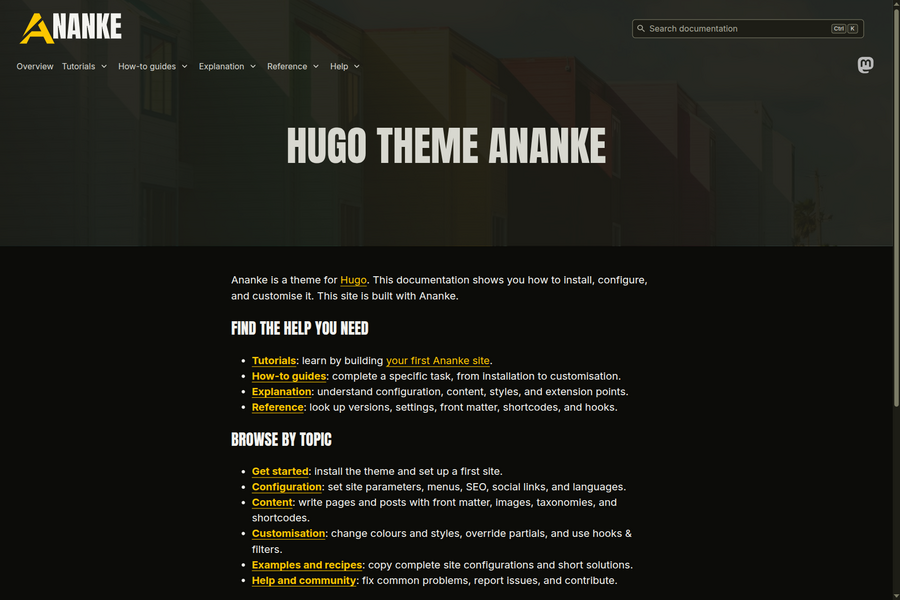 ANANKE
Search documentation Ctrl K
Overview Tutorials How-to guides Explanation Reference Help
HUGO THEME ANANKE
Ananke is a theme for Hugo. This documentation shows you how to install, configure,
and customise it. This site is built with Ananke.
FIND THE HELP YOU NEED
• Tutorials: learn by building your first Ananke site.
• How-to guides: complete a specific task, from installation to customisation.
• Explanation: understand configuration, content, styles, and extension points.
• Reference: look up versions, settings, front matter, shortcodes, and hooks.
BROWSE BY TOPIC
• Get started: install the theme and set up a first site.
• Configuration: set site parameters, menus, SEO, social links, and languages.
• Content: write pages and posts with front matter, images, taxonomies, and
shortcodes.
• Customisation: change colours and styles, override partials, and use hooks &
filters.
• Examples and recipes: copy complete site configurations and short solutions.
• Help and community: fix common problems, report issues, and contribute.